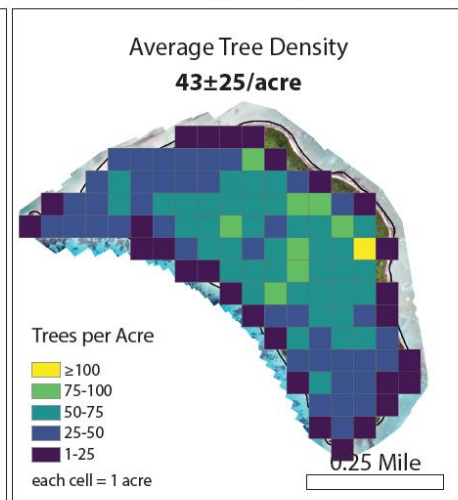 Average Tree Density
43±25/acre
Trees per Acre
≥100
75-100
50-75
25-50
1-25
each cell = 1 acre
0.25 Mile